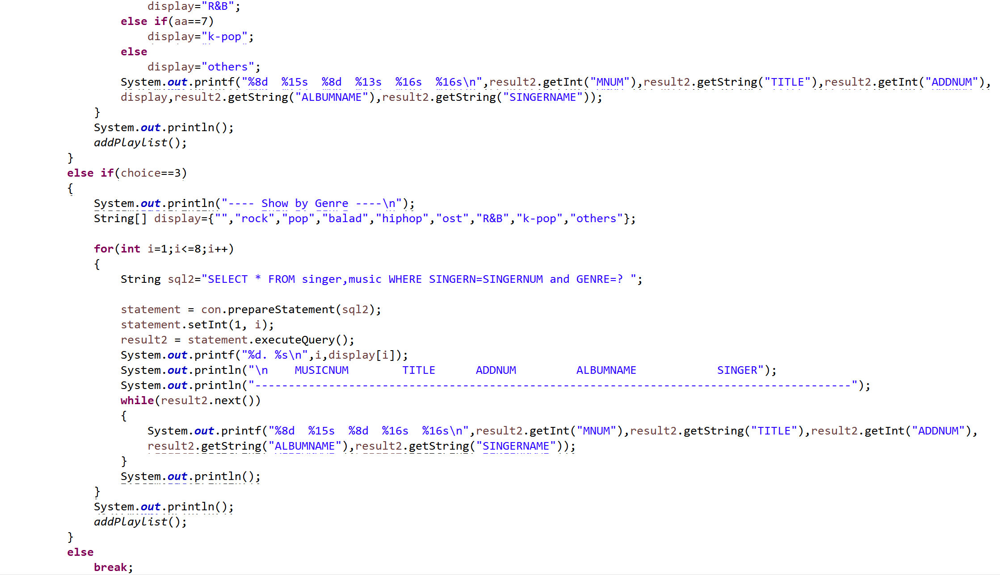 display="R&B";
else if(aa==7)
display="k-pop";
else
display="others";
System.out.printf("%8d  %15s  %8d  %13s  %16s  %16s\n",result2.getInt("MNUM"),result2.getString("TITLE"),result2.getInt("ADDNUM"),
display,result2.getString("ALBUMNAME"),result2.getString("SINGERNAME"));
}
System.out.println();
addPlaylist();
}
else if(choice==3)
{
System.out.println("---- Show by Genre ----\n");
String[] display={"","rock","pop","balad","hiphop","ost","R&B","k-pop","others"};
for(int i=1;i<=8;i++)
{
String sql2="SELECT * FROM singer,music WHERE SINGERN=SINGERNUM and GENRE=? ";
statement = con.prepareStatement(sql2);
statement.setInt(1, i);
result2 = statement.executeQuery();
System.out.printf("%d. %s\n",i,display[i]);
System.out.println("\n    MUSICNUM        TITLE      ADDNUM         ALBUMNAME            SINGER");
System.out.println("-----------------------------------------------------------------------------------------");
while(result2.next())
{
System.out.printf("%8d  %15s  %8d  %16s  %16s\n",result2.getInt("MNUM"),result2.getString("TITLE"),result2.getInt("ADDNUM"),
result2.getString("ALBUMNAME"),result2.getString("SINGERNAME"));
}
System.out.println();
}
System.out.println();
addPlaylist();
}
else
break;